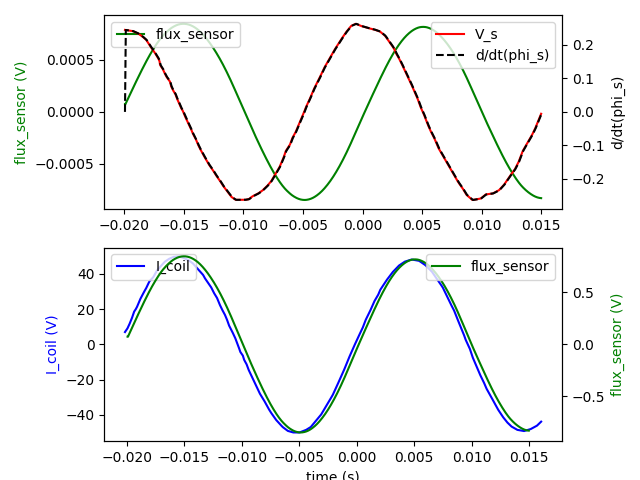 flux_sensor
V_s
d/dt(phi_s)
flux_sensor (V)
d/dt(phi_s)
0.0005
0.0000
−0.0005
0.2
0.1
0.0
−0.1
−0.2
−0.020 −0.015 −0.010 −0.005 0.000 0.005 0.010 0.015
I_coil
flux_sensor
I_coil (V)
flux_sensor (V)
40
20
0
−20
−40
0.5
0.0
−0.5
−0.020 −0.015 −0.010 −0.005 0.000 0.005 0.010 0.015
time (s)